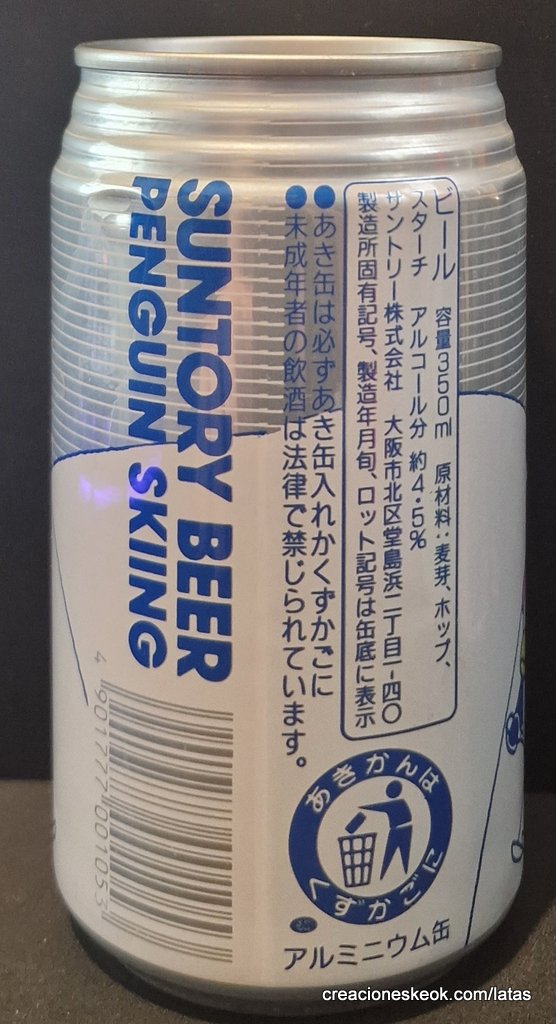 SUNTORY BEER
PENGUIN SKIING
4 901777 001053
ビール 容量350ml 原材料:麦芽、ホップ、
スターチ アルコール分 約4.5%
サントリー株式会社 大阪市北区堂島浜二丁目一-四〇
製造所固有記号、製造年月旬、ロット記号は缶底に表示
●あき缶は必ずあき缶入れかくずかごに
●未成年者の飲酒は法律で禁じられています。
あきかんは
くずかごに
アルミニウム缶
creacioneskeok.com/latas